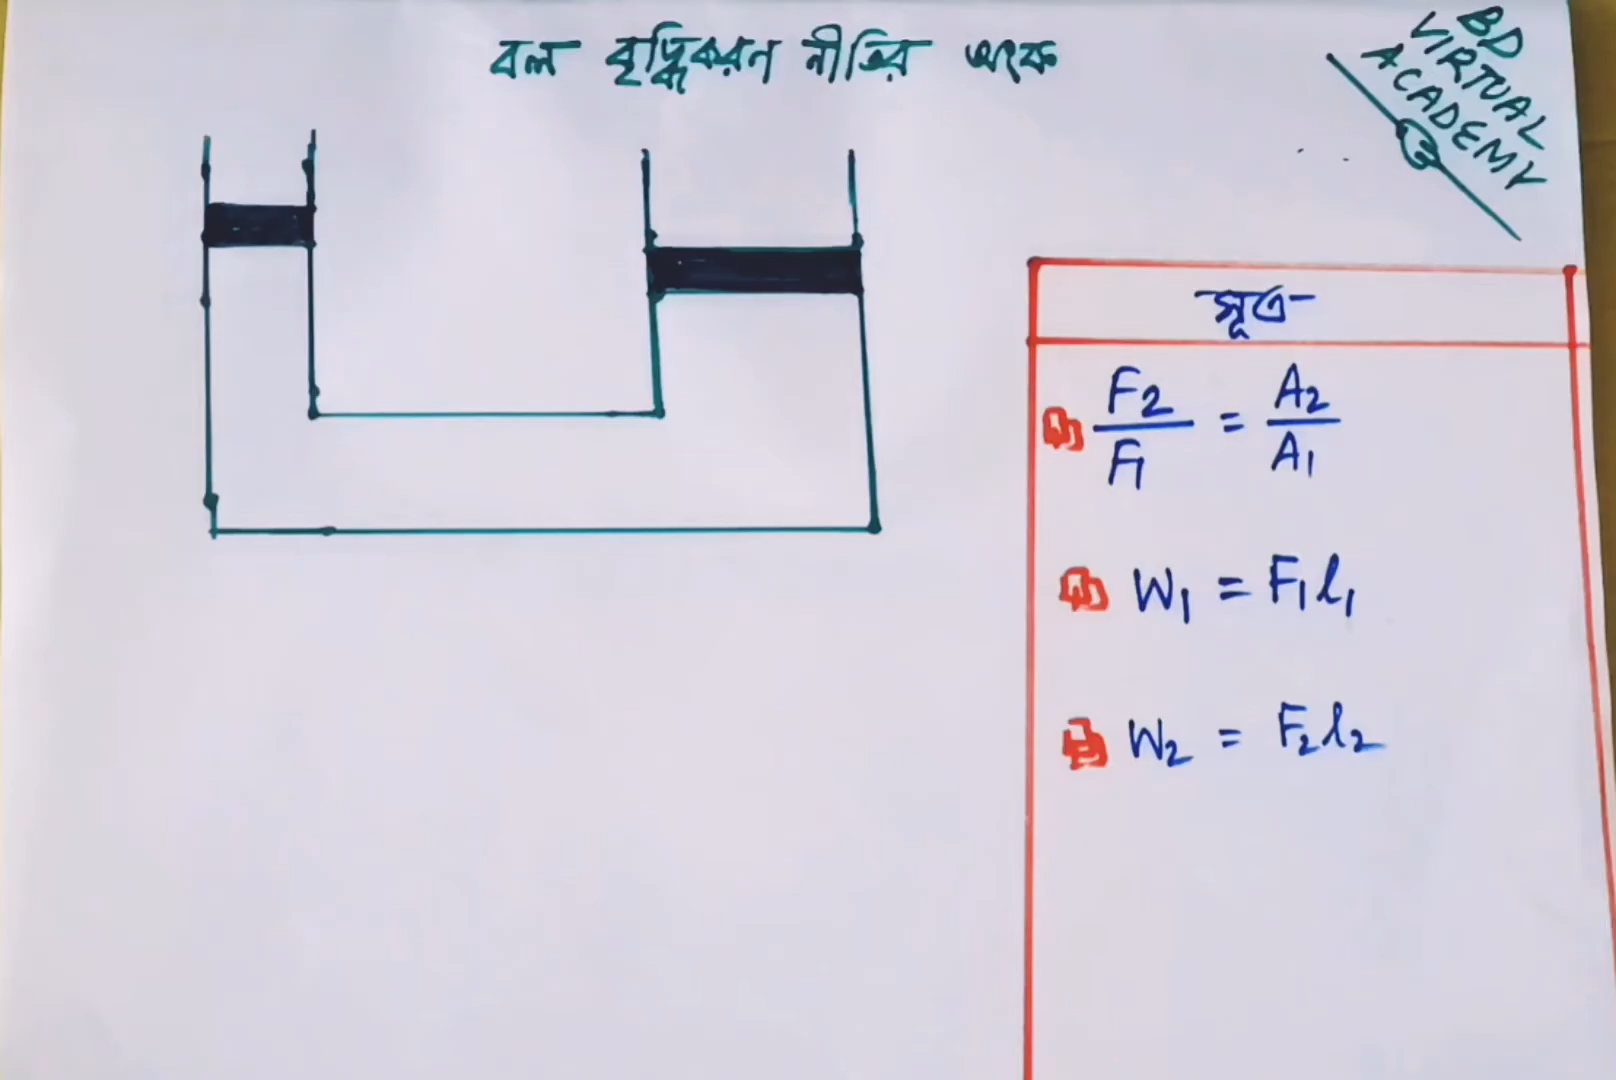 বল বৃদ্ধিকরণ নীতির অংক
BD
VIRTUAL
ACADEMY
সূত্র
F2/F1 = A2/A1
W1 = F1l1
W2 = F2l2